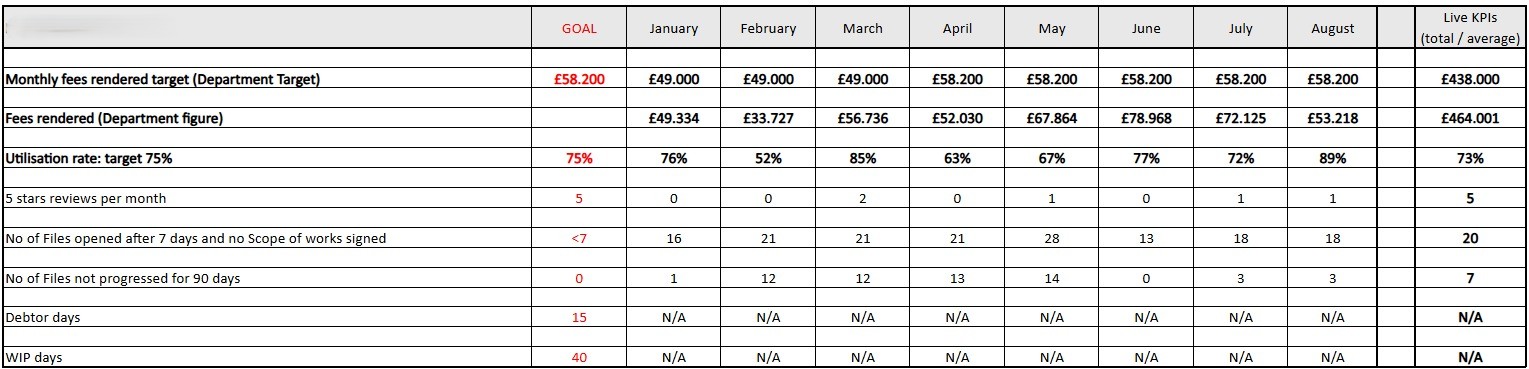 GOAL January February March April May June July August Live KPIs (total / average)
Monthly fees rendered target (Department Target) £58.200 £49.000 £49.000 £49.000 £58.200 £58.200 £58.200 £58.200 £58.200 £438.000
Fees rendered (Department figure) £49.334 £33.727 £56.736 £52.030 £67.864 £78.968 £72.125 £53.218 £464.001
Utilisation rate: target 75% 75% 76% 52% 85% 63% 67% 77% 72% 89% 73%
5 stars reviews per month 5 0 0 2 0 1 0 1 1 5
No of Files opened after 7 days and no Scope of works signed <7 16 21 21 21 28 13 18 18 20
No of Files not progressed for 90 days 0 1 12 12 13 14 0 3 3 7
Debtor days 15 N/A N/A N/A N/A N/A N/A N/A N/A N/A
WIP days 40 N/A N/A N/A N/A N/A N/A N/A N/A N/A